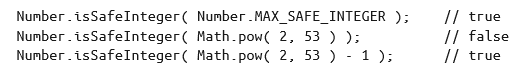 Number.isSafeInteger( Number.MAX_SAFE_INTEGER );    // true
Number.isSafeInteger( Math.pow( 2, 53 ) );          // false
Number.isSafeInteger( Math.pow( 2, 53 ) - 1 );      // true